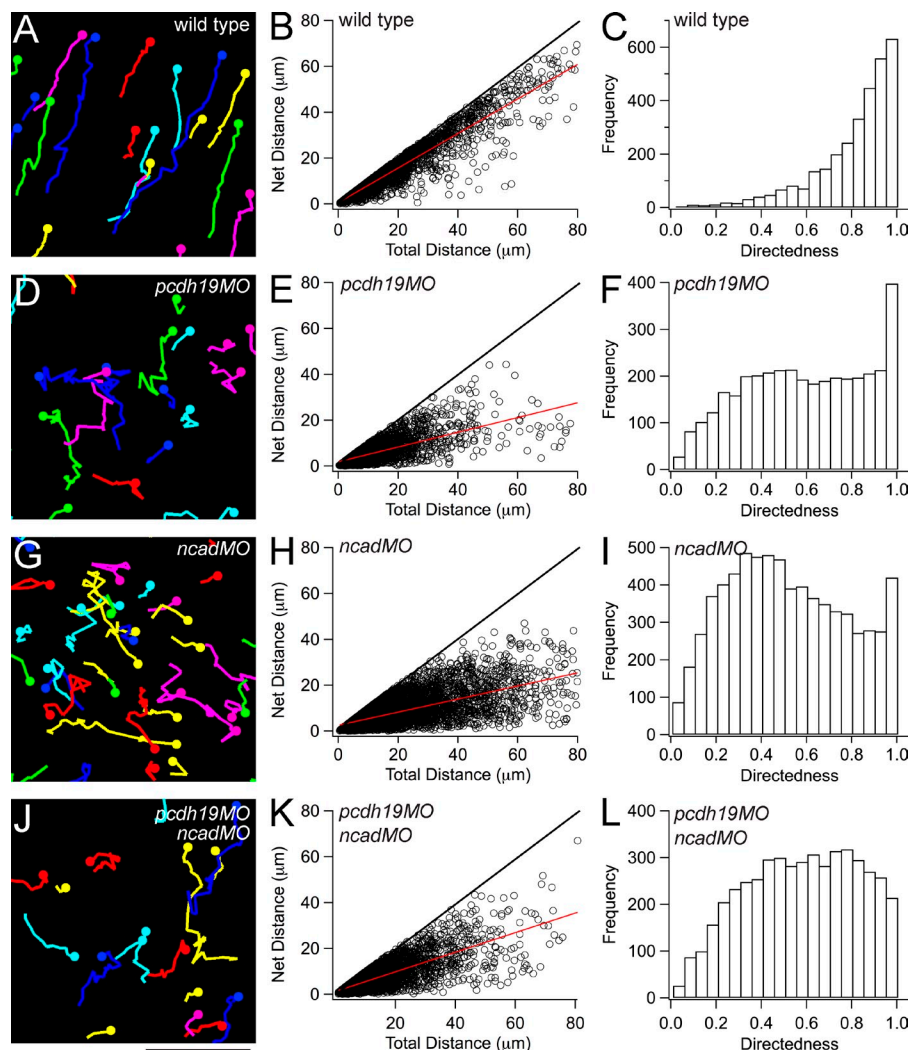 A
wild type
B
wild type
80
60
40
20
0
Net Distance (μm)
0 20 40 60 80
Total Distance (μm)
C
wild type
600
400
200
0
Frequency
0.0 0.2 0.4 0.6 0.8 1.0
Directedness
D
pcdh19MO
E
pcdh19MO
80
60
40
20
0
Net Distance (μm)
0 20 40 60 80
Total Distance (μm)
F
pcdh19MO
400
300
200
100
0
Frequency
0.0 0.2 0.4 0.6 0.8 1.0
Directedness
G
ncadMO
H
ncadMO
80
60
40
20
0
Net Distance (μm)
0 20 40 60 80
Total Distance (μm)
I
ncadMO
500
400
300
200
100
0
Frequency
0.0 0.2 0.4 0.6 0.8 1.0
Directedness
J
pcdh19MO
ncadMO
K
pcdh19MO
ncadMO
80
60
40
20
0
Net Distance (μm)
20 40 60 80
Total Distance (μm)
L
pcdh19MO
ncadMO
400
300
200
100
0
Frequency
0.0 0.2 0.4 0.6 0.8 1.0
Directedness